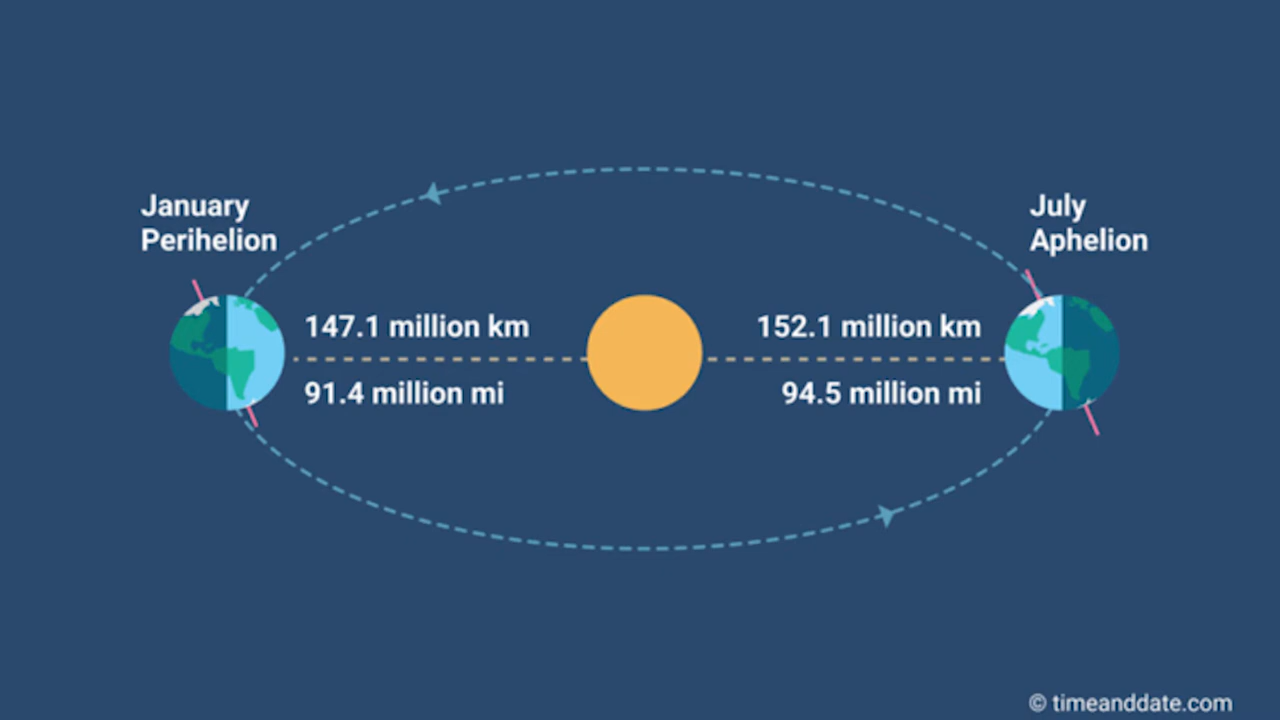 January
Perihelion
July
Aphelion
147.1 million km
152.1 million km
91.4 million mi
94.5 million mi
© timeanddate.com